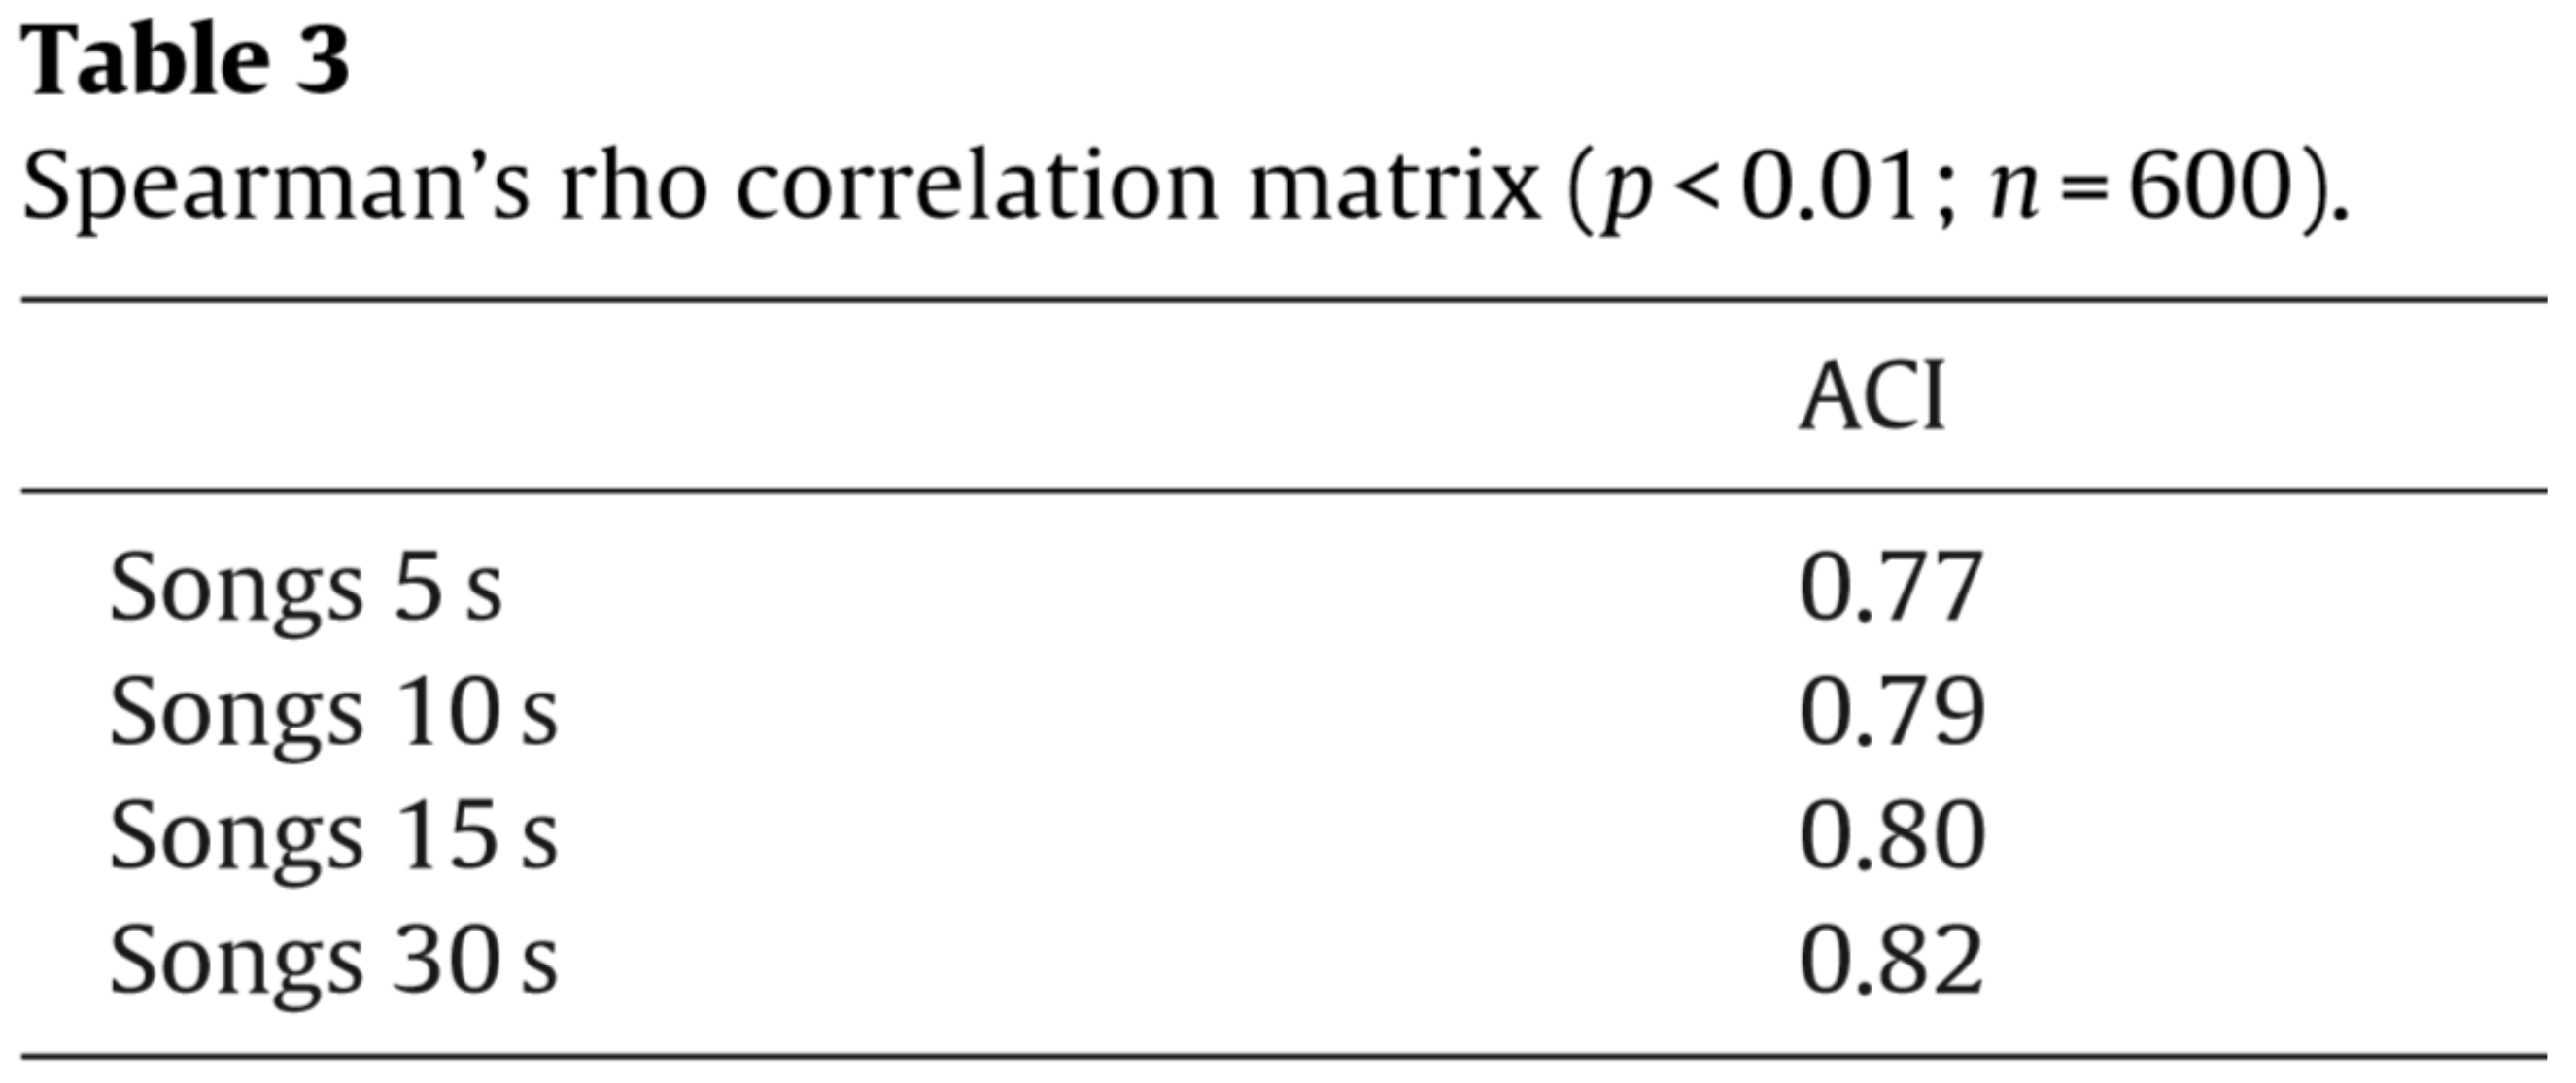 Table 3
Spearman’s rho correlation matrix (p < 0.01; n = 600).
ACI
Songs 5 s 0.77
Songs 10 s 0.79
Songs 15 s 0.80
Songs 30 s 0.82